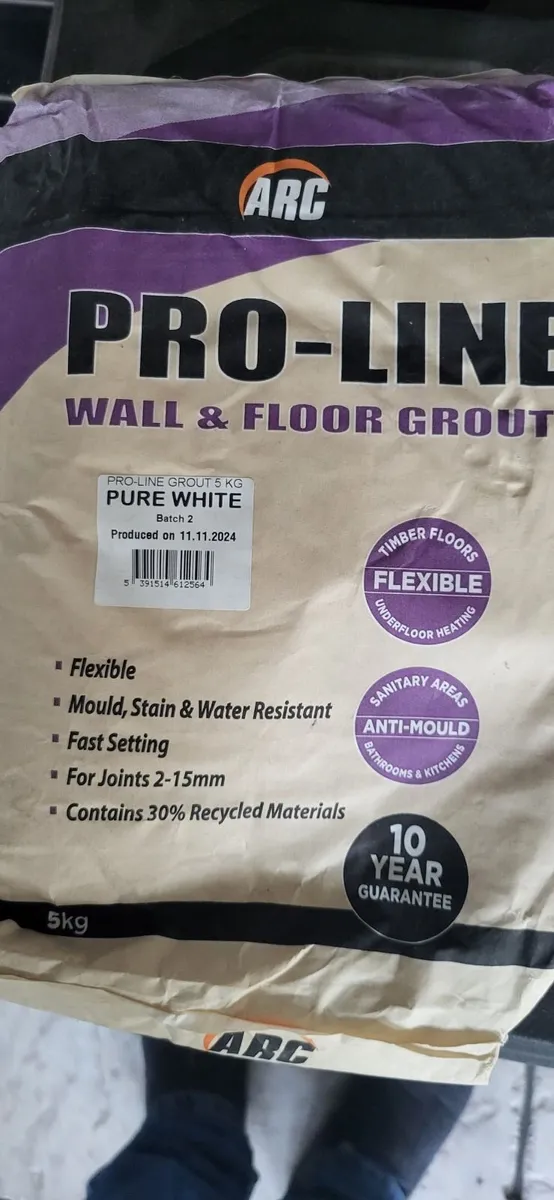 ARC
PRO-LINE
WALL & FLOOR GROUT
PRO-LINE GROUT 5 KG
PURE WHITE
Batch 2
Produced on 11.11.2024
5 391514 612564
TIMBER FLOORS
FLEXIBLE
UNDERFLOOR HEATING
Flexible
Mould, Stain & Water Resistant
Fast Setting
For Joints 2-15mm
Contains 30% Recycled Materials
SANITARY AREAS
ANTI-MOULD
BATHROOMS & KITCHENS
10
YEAR
GUARANTEE
5kg
ARC